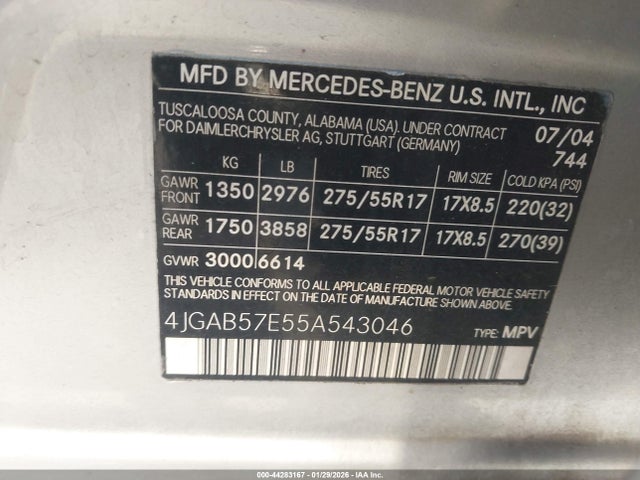 MFD BY MERCEDES-BENZ U.S. INTL., INC
TUSCALOOSA COUNTY, ALABAMA (USA). UNDER CONTRACT
FOR DAIMLERCHRYSLER AG, STUTTGART (GERMANY)
07/04
744
KG LB TIRES RIM SIZE COLD KPA (PSI)
GAWR FRONT 1350 2976 275/55R17 17X8.5 220(32)
GAWR REAR 1750 3858 275/55R17 17X8.5 270(39)
GVWR 3000 6614
THIS VEHICLE CONFORMS TO ALL APPLICABLE FEDERAL MOTOR VEHICLE SAFETY
AND THEFT PREVENTION STANDARDS IN EFFECT ON THE DATE OF
MANUFACTURE SHOWN ABOVE.
4JGAB57E55A543046 TYPE: MPV
000-44283167 - 01/29/2026 - IAA Inc.